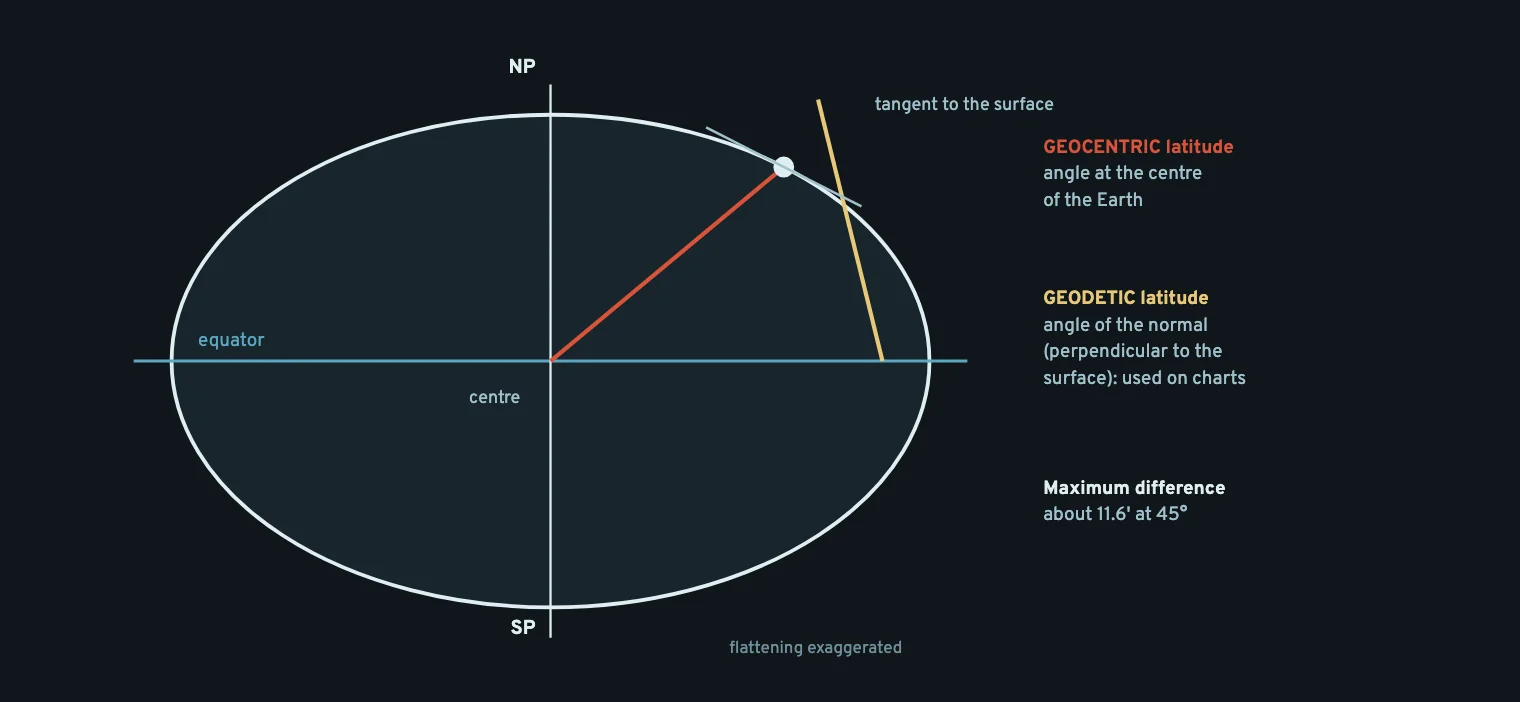 NP
tangent to the surface
GEOCENTRIC latitude
angle at the centre
of the Earth
GEODETIC latitude
angle of the normal
(perpendicular to the
surface): used on charts
equator
centre
Maximum difference
about 11.6' at 45°
SP
flattening exaggerated